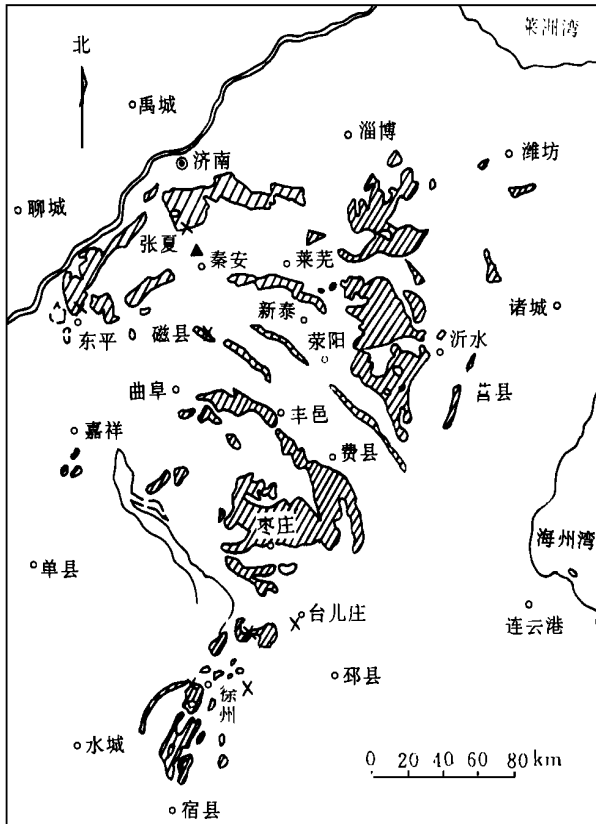 莱洲湾
北
禹城
淄博
潍坊
济南
聊城
张夏
秦安
莱芜
新泰
诸城
东平
磁县
荥阳
沂水
曲阜
莒县
丰邑
嘉祥
费县
枣庄
海州湾
单县
台儿庄
连云港
邳县
徐州
水城
0 20 40 60 80 km
宿县